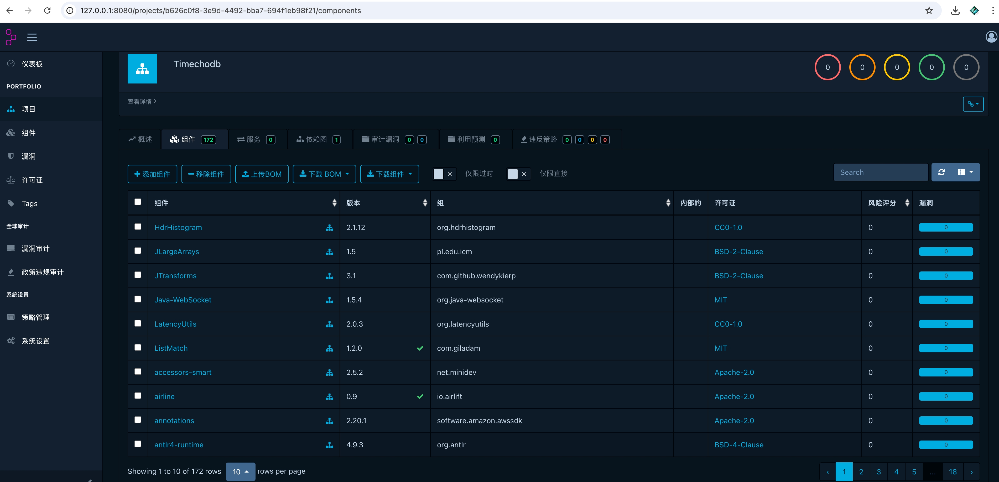 127.0.0.1:8080/projects/b626c0f8-3e9d-4492-bba7-694f1eb98f21/components
仪表板
PORTFOLIO
项目
组件
漏洞
许可证
Tags
全球审计
漏洞审计
政策违规审计
系统设置
策略管理
系统设置
Timechodb
0 0 0 0 0
查看详情
概述 组件 172 服务 0 依赖图 1 审计漏洞 0 0 利用预测 0 违反策略 0 0 0 0
添加组件 移除组件 上传BOM 下载 BOM 下载组件 仅限过时 仅限直接 Search
组件 版本 组 内部的 许可证 风险评分 漏洞
HdrHistogram 2.1.12 org.hdrhistogram CC0-1.0 0 0
JLargeArrays 1.5 pl.edu.icm BSD-2-Clause 0 0
JTransforms 3.1 com.github.wendykierp BSD-2-Clause 0 0
Java-WebSocket 1.5.4 org.java-websocket MIT 0 0
LatencyUtils 2.0.3 org.latencyutils CC0-1.0 0 0
ListMatch 1.2.0 com.giladam MIT 0 0
accessors-smart 2.5.2 net.minidev Apache-2.0 0 0
airline 0.9 io.airlift Apache-2.0 0 0
annotations 2.20.1 software.amazon.awssdk Apache-2.0 0 0
antlr4-runtime 4.9.3 org.antlr BSD-4-Clause 0 0
Showing 1 to 10 of 172 rows 10 rows per page ‹ 1 2 3 4 5 ... 18 ›